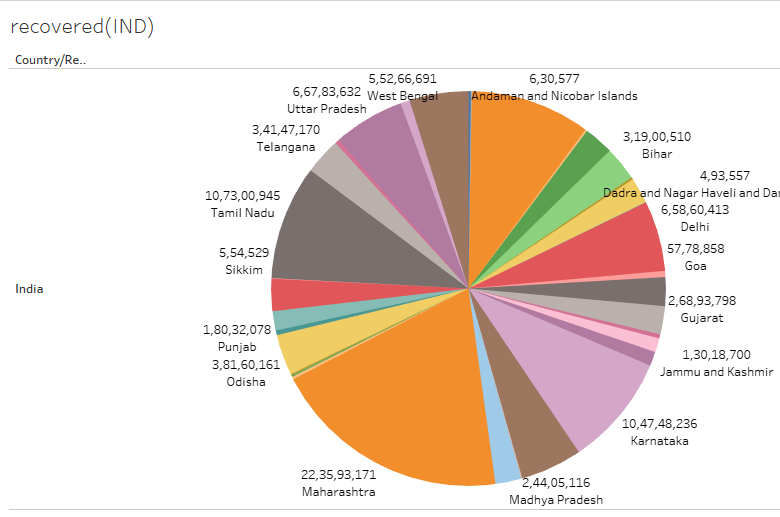 recovered(IND)
Country/Re..
India
6,30,577
Andaman and Nicobar Islands
3,19,00,510
Bihar
4,93,557
Dadra and Nagar Haveli and Da
6,58,60,413
Delhi
57,78,858
Goa
2,68,93,798
Gujarat
1,30,18,700
Jammu and Kashmir
10,47,48,236
Karnataka
2,44,05,116
Madhya Pradesh
22,35,93,171
Maharashtra
3,81,60,161
Odisha
1,80,32,078
Punjab
5,54,529
Sikkim
10,73,00,945
Tamil Nadu
3,41,47,170
Telangana
6,67,83,632
Uttar Pradesh
5,52,66,691
West Bengal